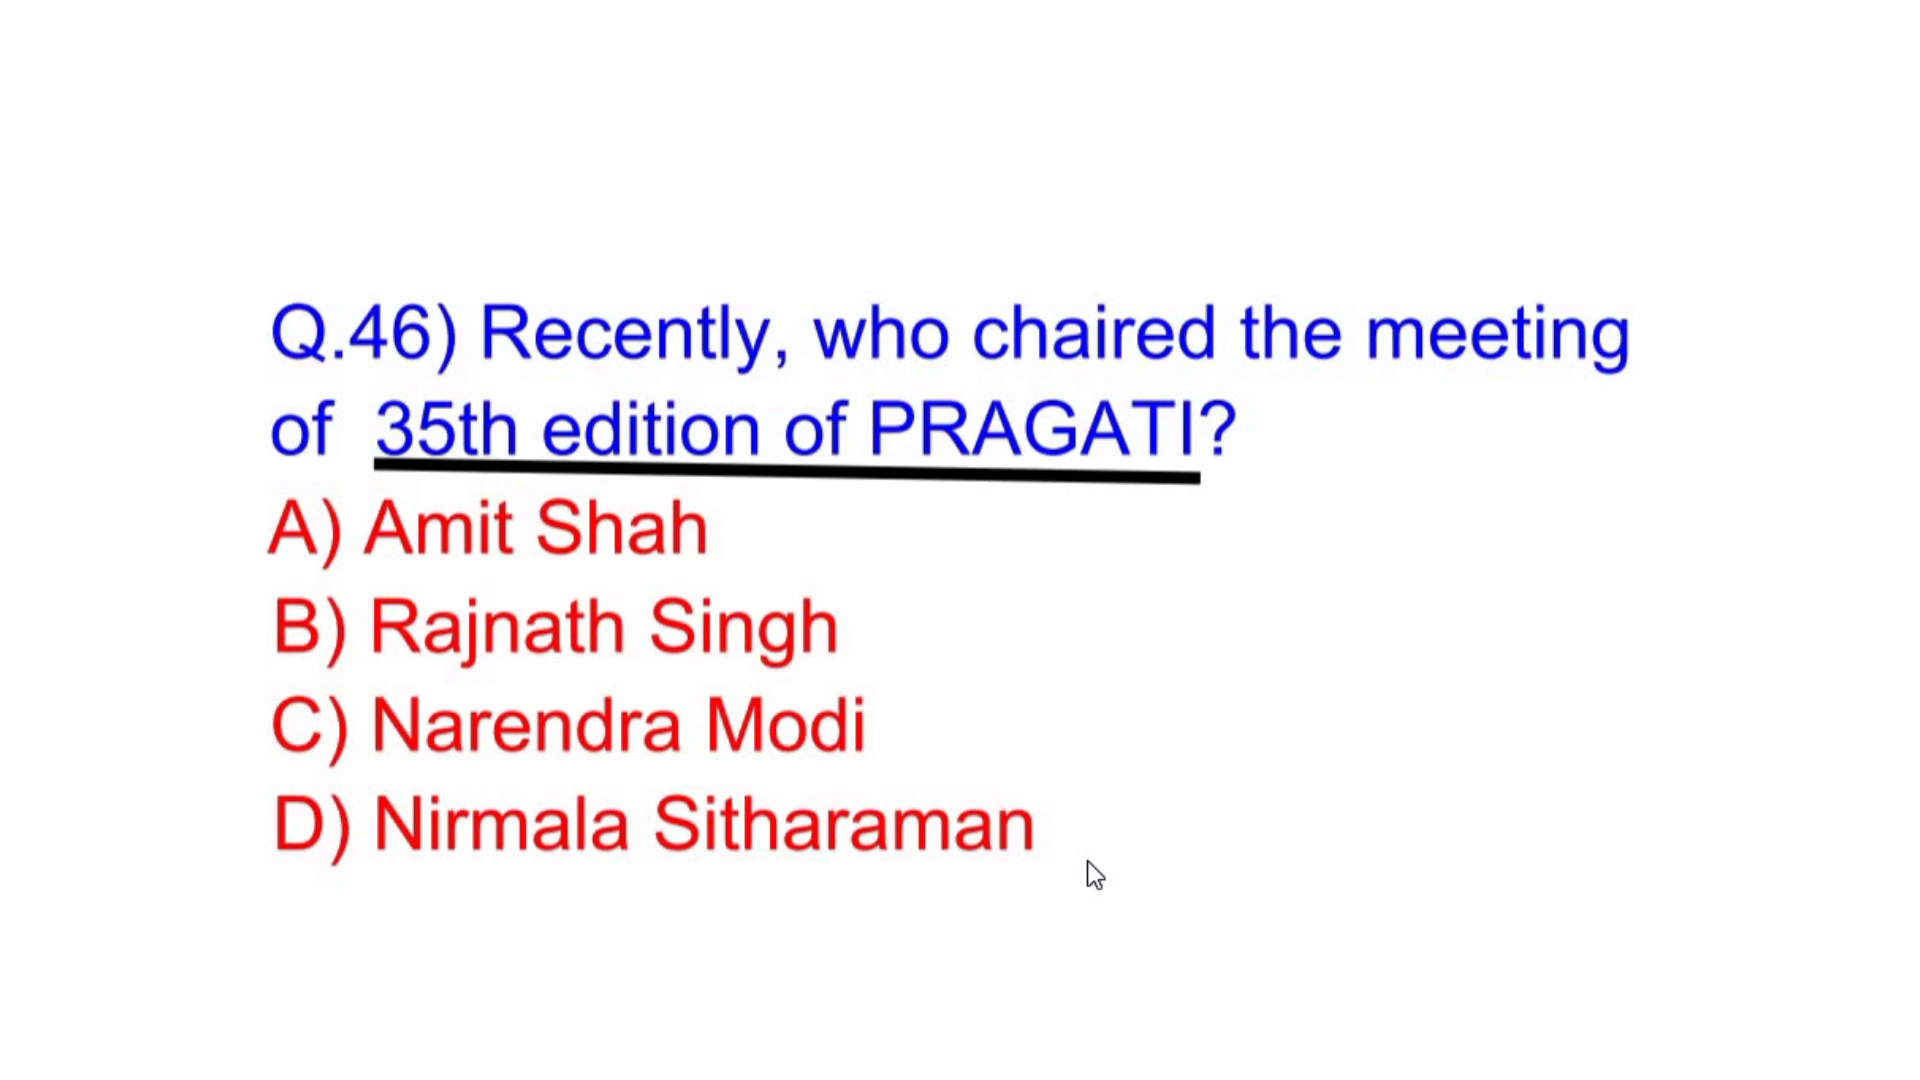 Q.46) Recently, who chaired the meeting
of 35th edition of PRAGATI?
A) Amit Shah
B) Rajnath Singh
C) Narendra Modi
D) Nirmala Sitharaman